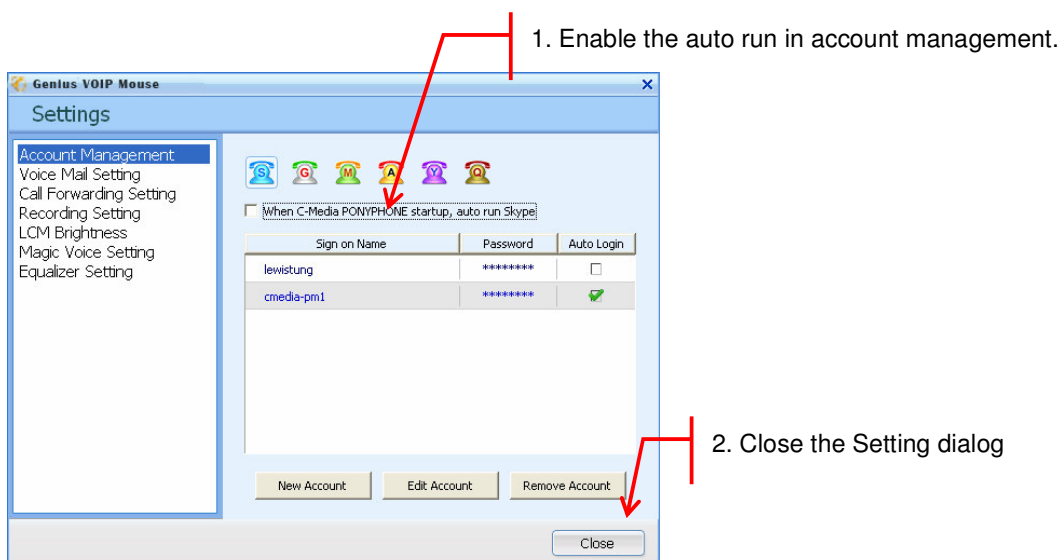 1. Enable the auto run in account management.
Genius VOIP Mouse
Settings
Account Management
Voice Mail Setting
Call Forwarding Setting
Recording Setting
LCM Brightness
Magic Voice Setting
Equalizer Setting
S G M A Y Q
When C-Media PONYPHONE startup, auto run Skype
Sign on Name Password Auto Login
lewistung ********
cmedia-pm1 ********
2. Close the Setting dialog
New Account Edit Account Remove Account
Close